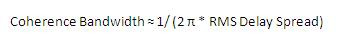 Coherence Bandwidth ≈ 1/ (2 π * RMS Delay Spread)